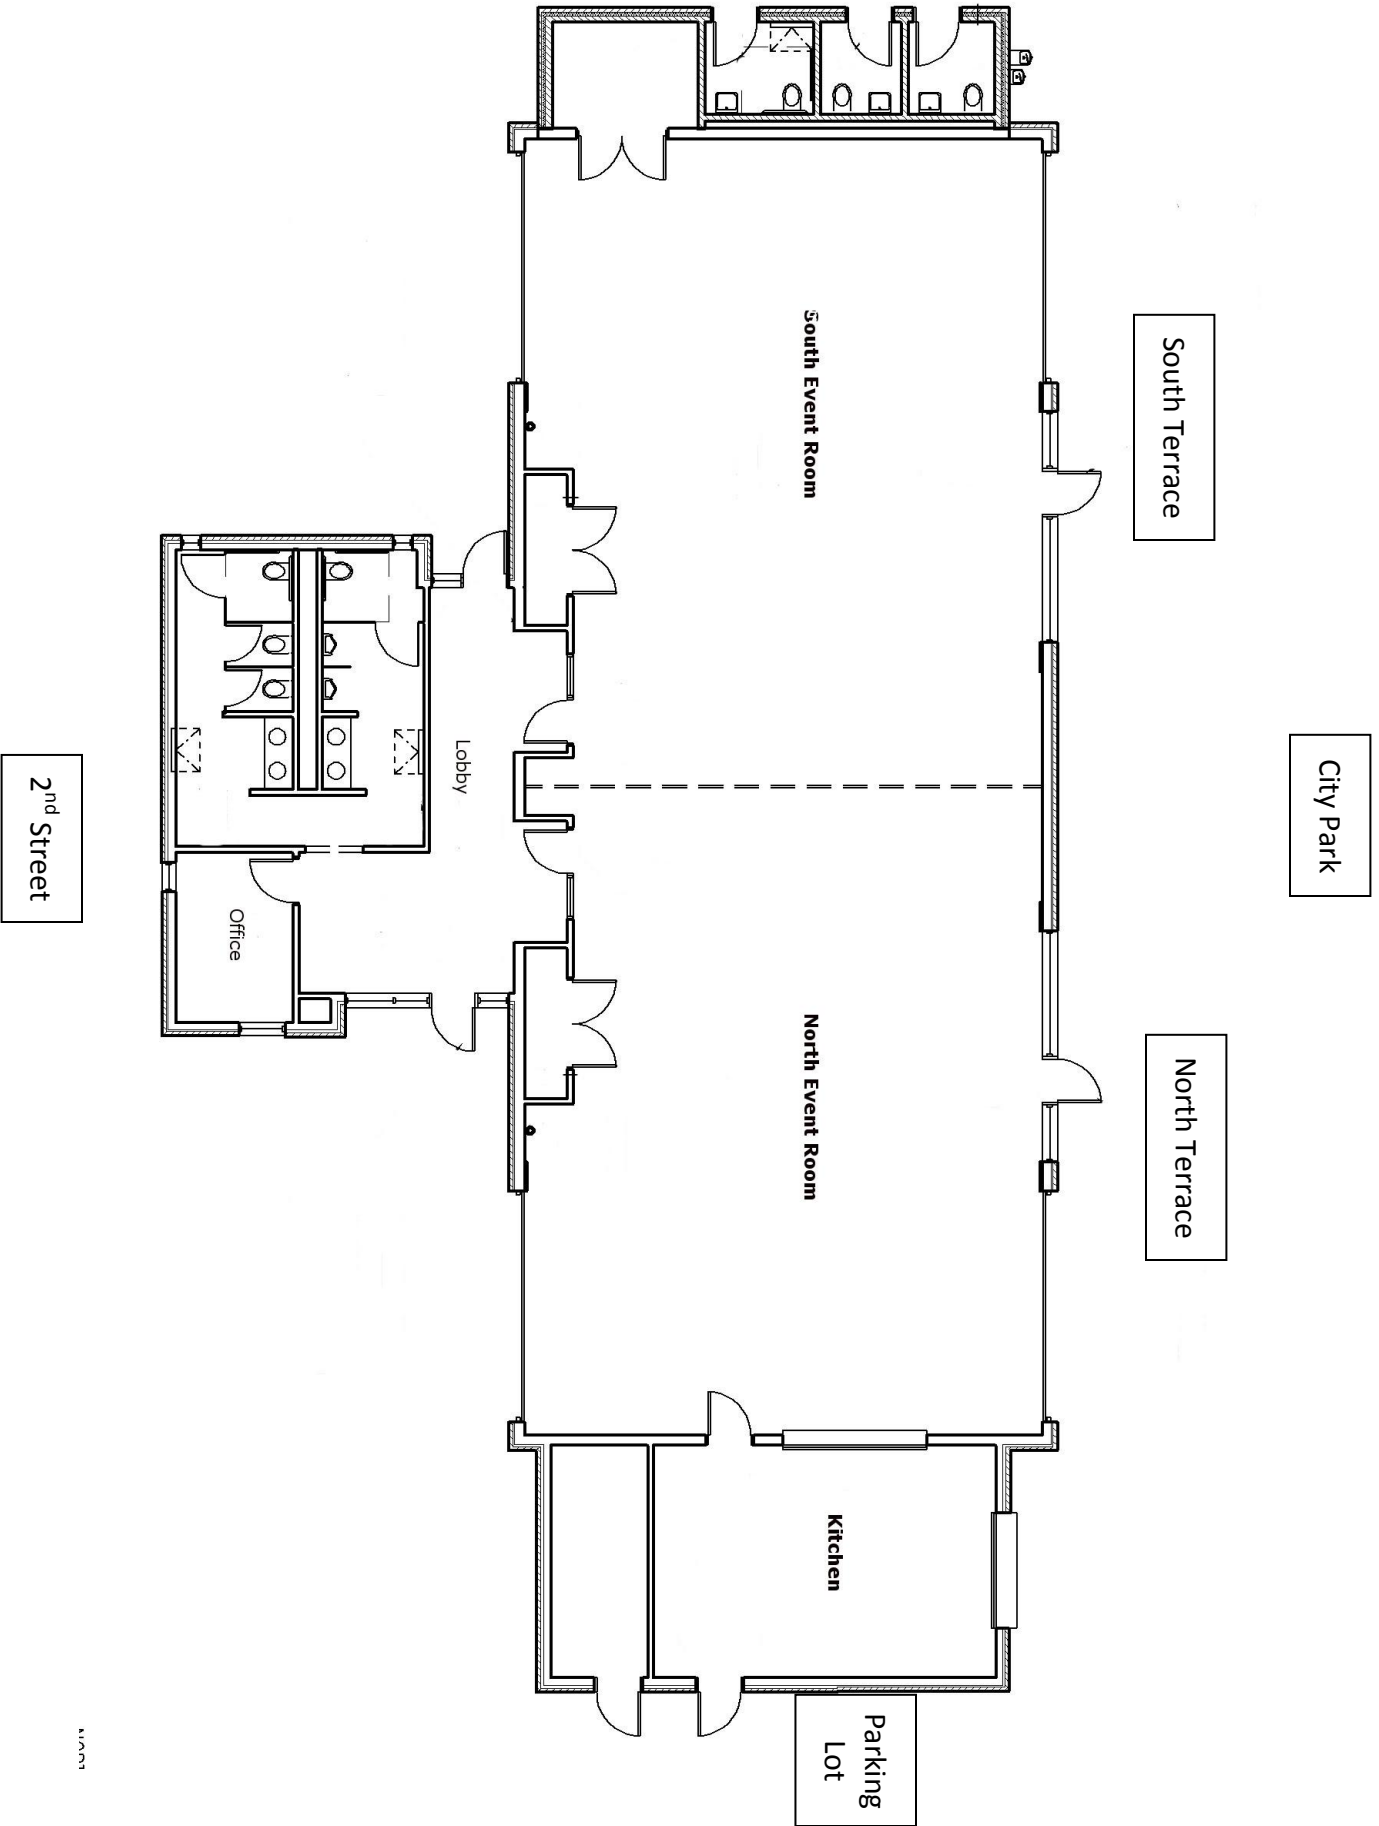 City Park
South Terrace
North Terrace
South Event Room
North Event Room
Kitchen
Parking
Lot
Lobby
Office
2nd Street